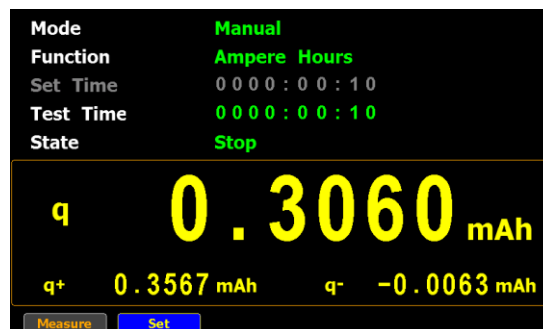 Mode Manual
Function Ampere Hours
Set Time 0000:00:10
Test Time 0000:00:10
State Stop
q 0.3060 mAh
q+ 0.3567 mAh q- -0.0063 mAh
Measure Set